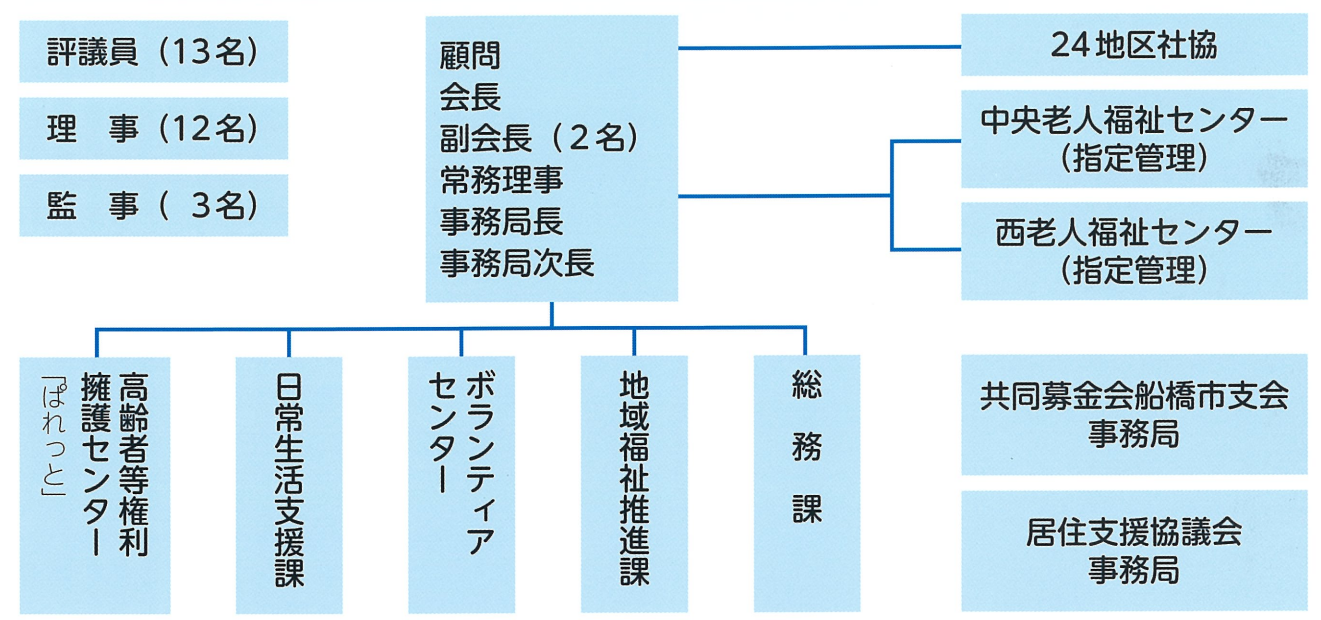 評議員（13名）
理　事（12名）
監　事（ 3名）
顧問
会長
副会長（２名）
常務理事
事務局長
事務局次長
24地区社協
中央老人福祉センター
（指定管理）
西老人福祉センター
（指定管理）
高齢者等権利
擁護センター
「ぱれっと」
日常生活支援課
ボランティア
センター
地域福祉推進課
総務課
共同募金会船橋市支会
事務局
居住支援協議会
事務局